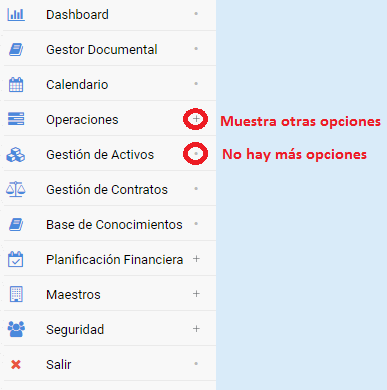 Dashboard
Gestor Documental
Calendario
Operaciones + Muestra otras opciones
Gestión de Activos No hay más opciones
Gestión de Contratos
Base de Conocimientos
Planificación Financiera +
Maestros +
Seguridad +
Salir